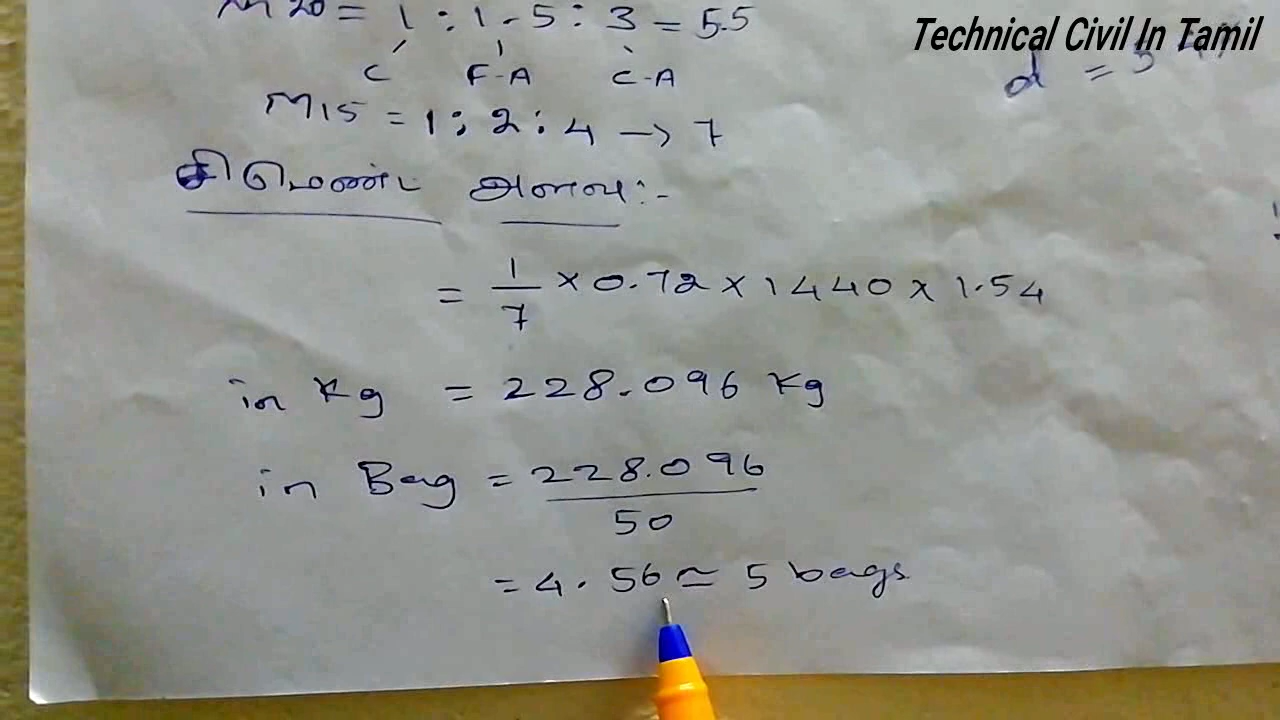 Technical Civil In Tamil
M20 = 1 : 1.5 : 3 = 5.5
C F.A C.A
d =
M15 = 1 : 2 : 4 → 7
சிமெண்ட் அளவு :-
= 1/7 × 0.72 × 1440 × 1.54
in Kg = 228.096 Kg
in Bag = 228.096
50
= 4.56 ≃ 5 bags